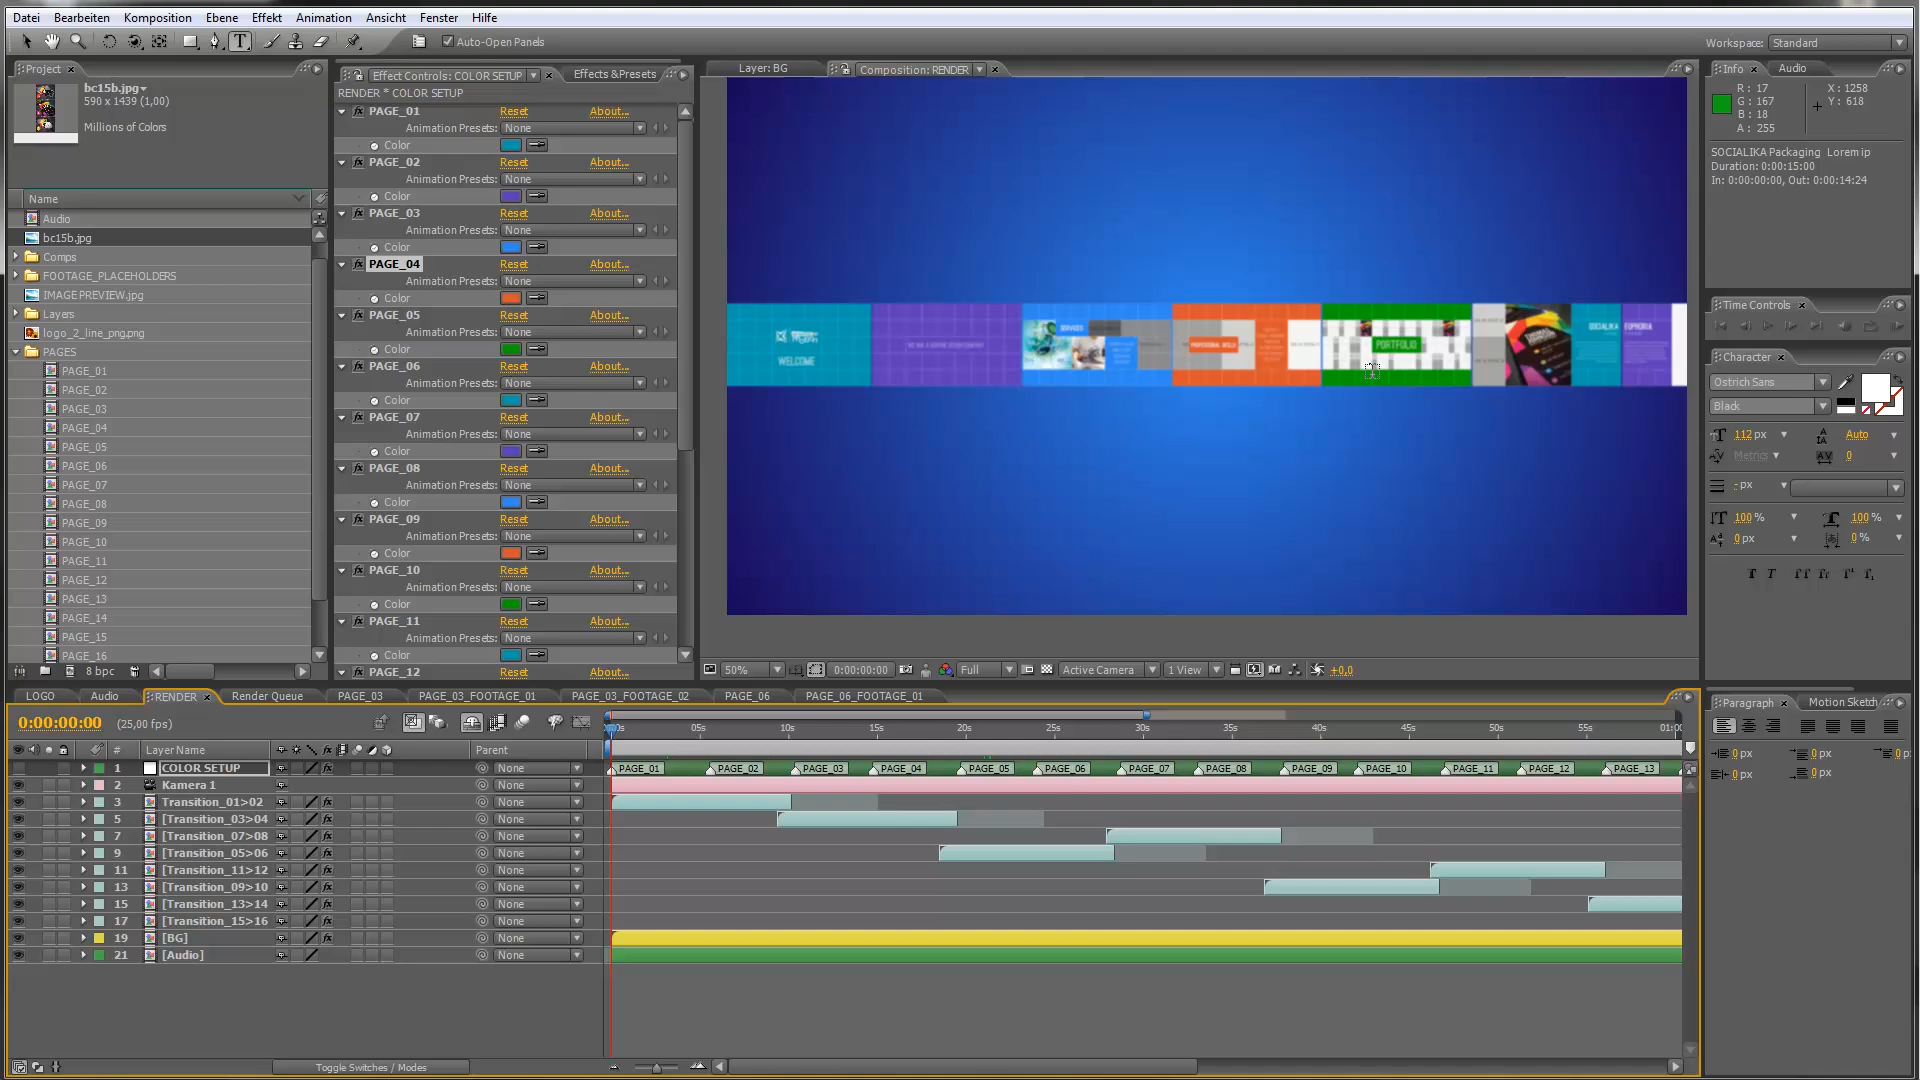 Datei Bearbeiten Komposition Ebene Effekt Animation Ansicht Fenster Hilfe
Auto-Open Panels
Workspace: Standard
Project
bc15b.jpg
590 x 1439 (1,00)
Millions of Colors
Name
Audio
bc15b.jpg
Comps
FOOTAGE_PLACEHOLDERS
IMAGE PREVIEW.jpg
Layers
logo_2_line_png.png
PAGES
PAGE_01
PAGE_02
PAGE_03
PAGE_04
PAGE_05
PAGE_06
PAGE_07
PAGE_08
PAGE_09
PAGE_10
PAGE_11
PAGE_12
PAGE_13
PAGE_14
PAGE_15
PAGE_16
8 bpc
Effect Controls: COLOR SETUP Effects & Presets
RENDER * COLOR SETUP
PAGE_01 Reset About...
Animation Presets: None
Color
PAGE_02 Reset About...
Animation Presets: None
Color
PAGE_03 Reset About...
Animation Presets: None
Color
PAGE_04 Reset About...
Animation Presets: None
Color
PAGE_05 Reset About...
Animation Presets: None
Color
PAGE_06 Reset About...
Animation Presets: None
Color
PAGE_07 Reset About...
Animation Presets: None
Color
PAGE_08 Reset About...
Animation Presets: None
Color
PAGE_09 Reset About...
Animation Presets: None
Color
PAGE_10 Reset About...
Animation Presets: None
Color
PAGE_11 Reset About...
Animation Presets: None
Color
PAGE_12 Reset About...
Layer: BG Composition: RENDER
WELCOME
SERVICES
PROFESSIONAL SKILLS
PORTFOLIO
SOCIALIKA
EUPHORIA
50% 0:00:00:00 Full Active Camera 1 View +0,0
Info Audio
R : 17
G : 167
B : 18
A : 255
X : 1258
Y : 618
SOCIALIKA Packaging Lorem ip
Duration: 0:00:15:00
In: 0:00:00:00, Out: 0:00:14:24
Time Controls
Character
Ostrich Sans
Black
112 px Auto
Metrics 0
- px
100 % 100 %
0 px 0 %
LOGO Audio RENDER Render Queue PAGE_03 PAGE_03_FOOTAGE_01 PAGE_03_FOOTAGE_02 PAGE_06 PAGE_06_FOOTAGE_01
0:00:00:00 (25,00 fps)
05s 10s 15s 20s 25s 30s 35s 40s 45s 50s 55s 01:00
# Layer Name Parent
1 COLOR SETUP None
PAGE_01 PAGE_02 PAGE_03 PAGE_04 PAGE_05 PAGE_06 PAGE_07 PAGE_08 PAGE_09 PAGE_10 PAGE_11 PAGE_12 PAGE_13
2 Kamera 1 None
3 Transition_01>02 None
5 [Transition_03>04 None
7 [Transition_07>08 None
9 [Transition_05>06 None
11 [Transition_11>12 None
13 [Transition_09>10 None
15 [Transition_13>14 None
17 [Transition_15>16 None
19 [BG] None
21 [Audio] None
Toggle Switches / Modes
Paragraph Motion Sketch
0 px 0 px 0 p
0 px 0 px